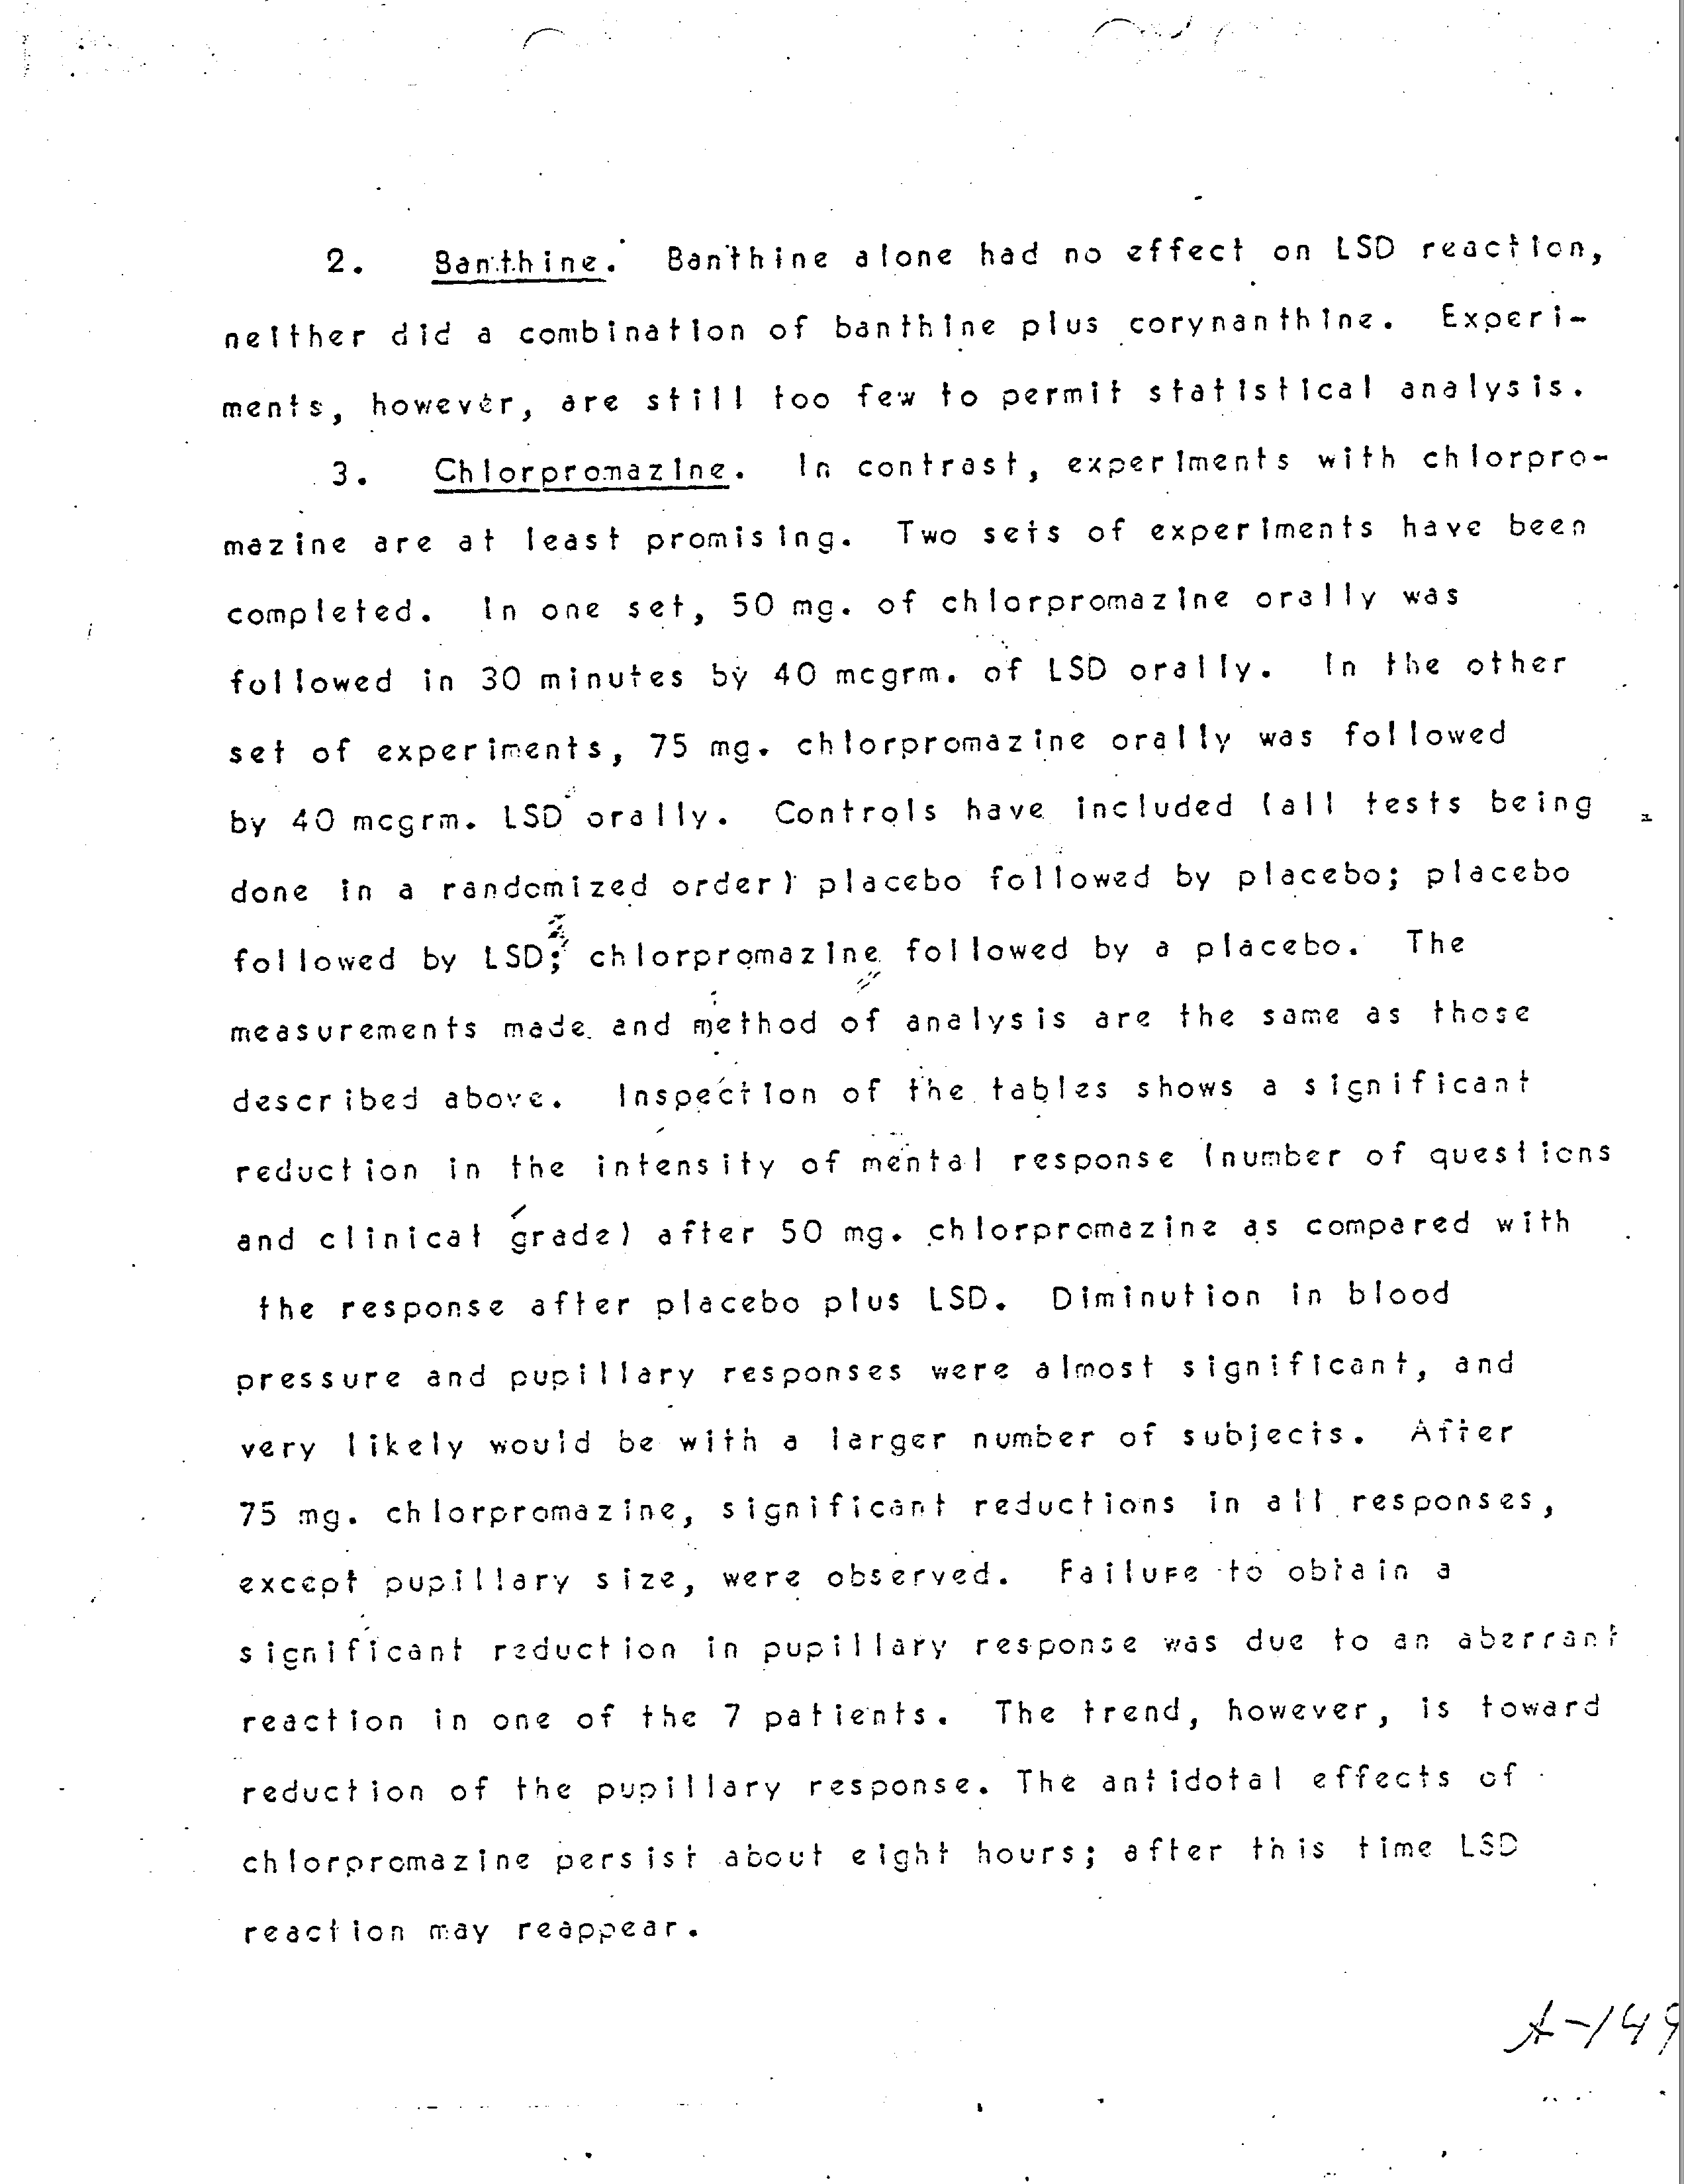 2. Banthine. Banthine alone had no effect on LSD reaction,
neither did a combination of banthine plus corynanthine. Experi-
ments, however, are still too few to permit statistical analysis.
3. Chlorpromazine. In contrast, experiments with chlorpro-
mazine are at least promising. Two sets of experiments have been
completed. In one set, 50 mg. of chlorpromazine orally was
followed in 30 minutes by 40 mcgrm. of LSD orally. In the other
set of experiments, 75 mg. chlorpromazine orally was followed
by 40 mcgrm. LSD orally. Controls have included (all tests being
done in a randomized order) placebo followed by placebo; placebo
followed by LSD; chlorpromazine followed by a placebo. The
measurements made and method of analysis are the same as those
described above. Inspection of the tables shows a significant
reduction in the intensity of mental response (number of questions
and clinical grade) after 50 mg. chlorpromazine as compared with
the response after placebo plus LSD. Diminution in blood
pressure and pupillary responses were almost significant, and
very likely would be with a larger number of subjects. After
75 mg. chlorpromazine, significant reductions in all responses,
except pupillary size, were observed. Failure to obtain a
significant reduction in pupillary response was due to an aberrant
reaction in one of the 7 patients. The trend, however, is toward
reduction of the pupillary response. The antidotal effects of
chlorpromazine persist about eight hours; after this time LSD
reaction may reappear.
A-149